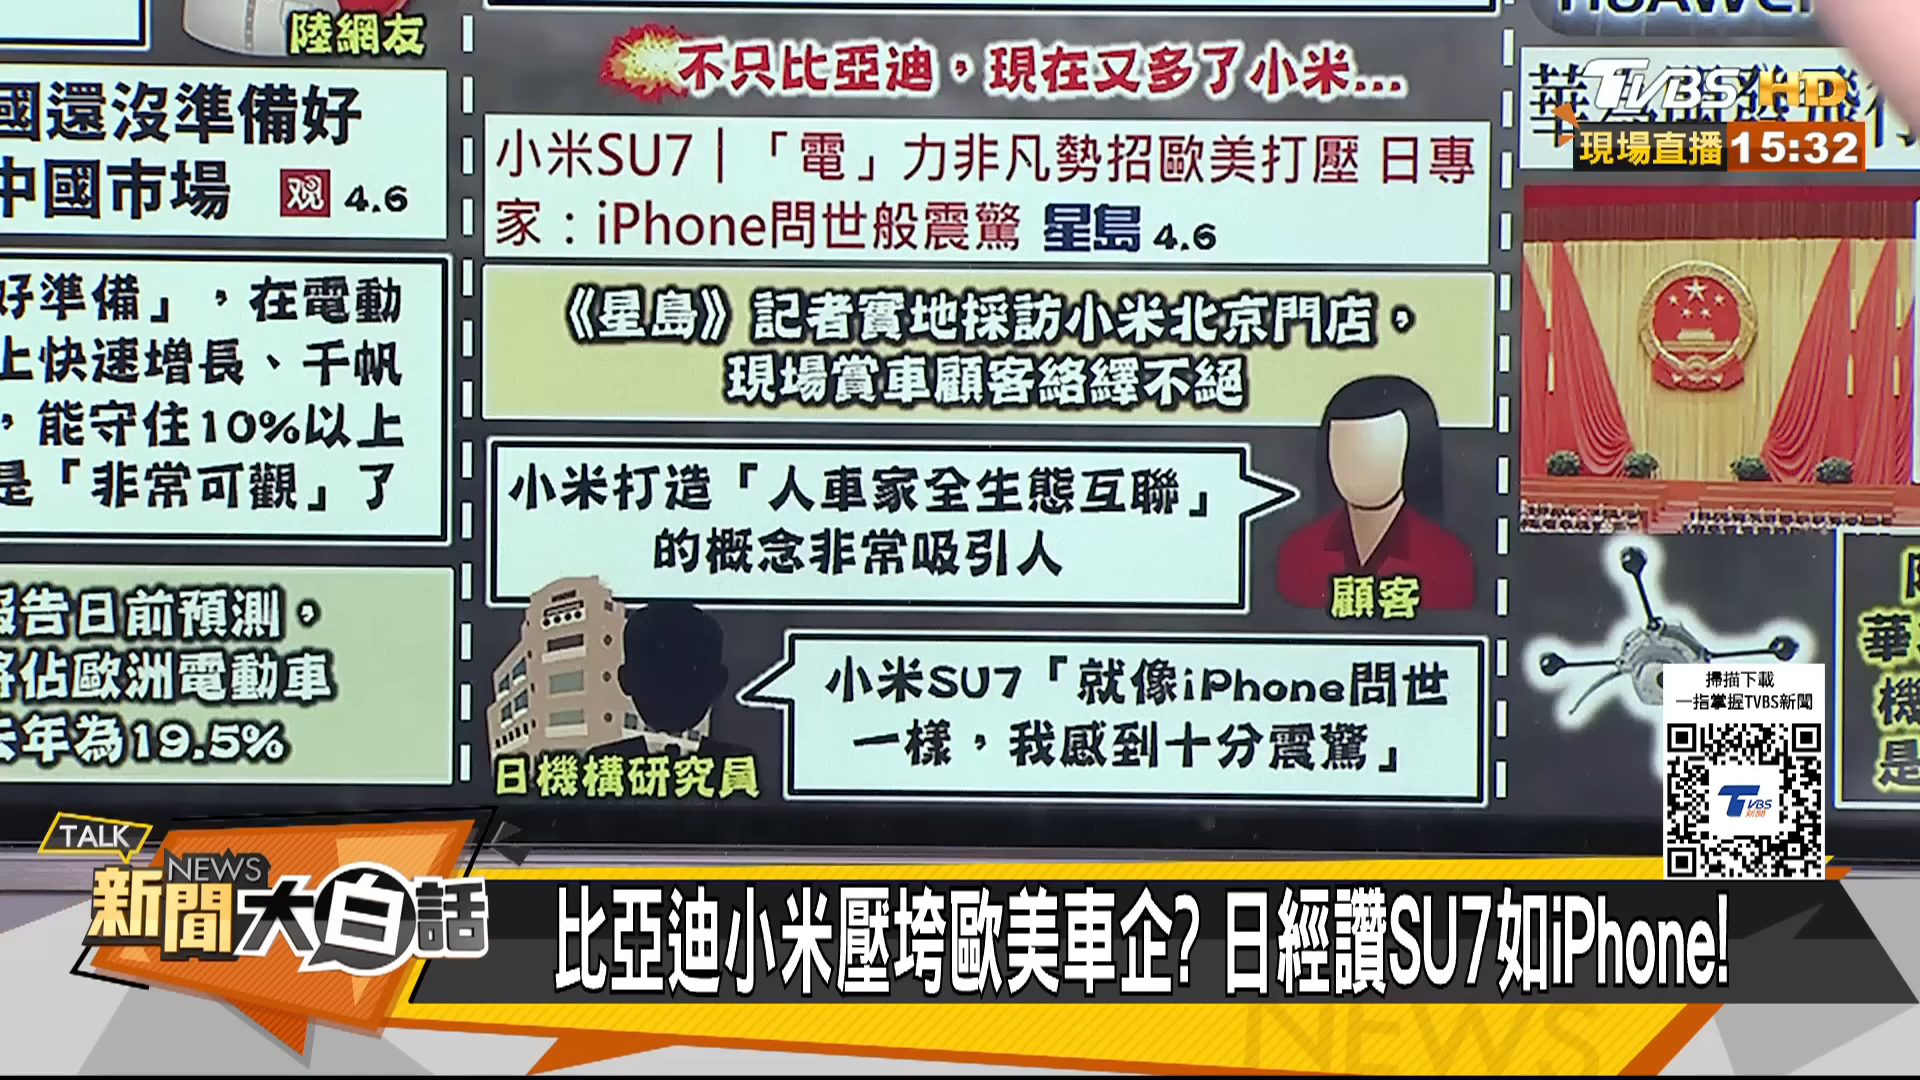 陸網友
國還沒準備好
中國市場 观 4.6
好準備」，在電動
上快速增長、千帆
，能守住10%以上
是「非常可觀」了
報告日前預測，
將佔歐洲電動車
去年為19.5%
不只比亞迪，現在又多了小米...
小米SU7｜「電」力非凡勢招歐美打壓 日專
家：iPhone問世般震驚 星島 4.6
《星島》記者實地採訪小米北京門店，
現場賞車顧客絡繹不絕
小米打造「人車家全生態互聯」
的概念非常吸引人
顧客
小米SU7「就像iPhone問世
一樣，我感到十分震驚」
日機構研究員
HUAWEI
TVBS HD
現場直播 15:32
華
機
是
掃描下載
一指掌握TVBS新聞
TVBS
新聞
TALK
NEWS
新聞大白話
比亞迪小米壓垮歐美車企? 日經讚SU7如iPhone!
NEWS